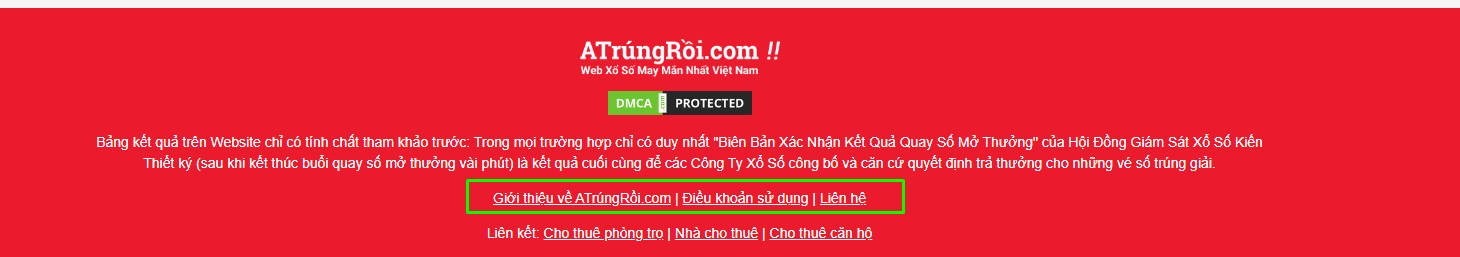 ATrúngRồi.com !!
Web Xổ Số May Mắn Nhất Việt Nam
DMCA .com PROTECTED
Bảng kết quả trên Website chỉ có tính chất tham khảo trước: Trong mọi trường hợp chỉ có duy nhất "Biên Bản Xác Nhận Kết Quả Quay Số Mở Thưởng" của Hội Đồng Giám Sát Xổ Số Kiến
Thiết ký (sau khi kết thúc buổi quay số mở thưởng vài phút) là kết quả cuối cùng để các Công Ty Xổ Số công bố và căn cứ quyết định trả thưởng cho những vé số trúng giải.
Giới thiệu về ATrúngRồi.com | Điều khoản sử dụng | Liên hệ
Liên kết: Cho thuê phòng trọ | Nhà cho thuê | Cho thuê căn hộ